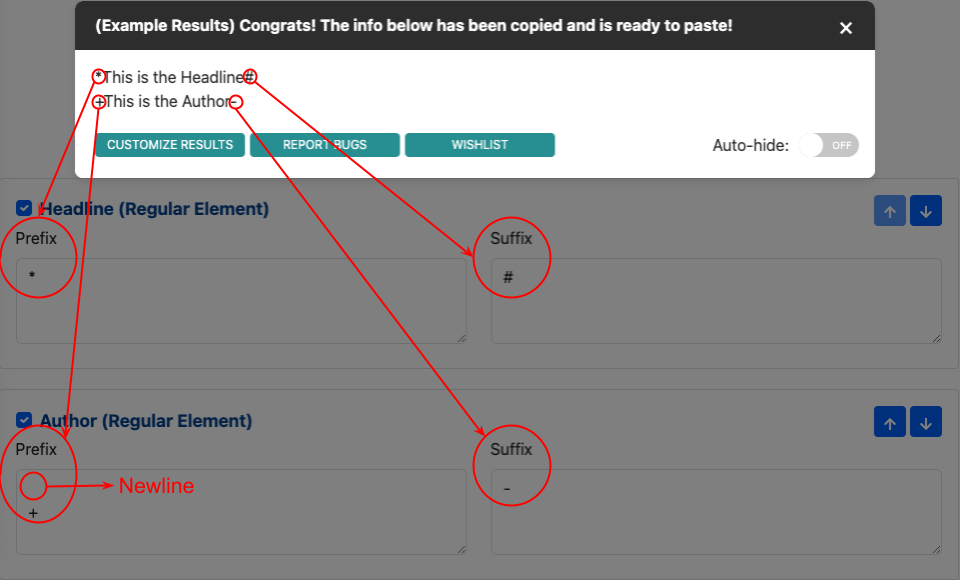 (Example Results) Congrats! The info below has been copied and is ready to paste!
*This is the Headline#
+This is the Author-
CUSTOMIZE RESULTS REPORT BUGS WISHLIST Auto-hide: OFF
Headline (Regular Element)
Prefix Suffix
* #
Author (Regular Element)
Prefix Suffix
Newline -
+